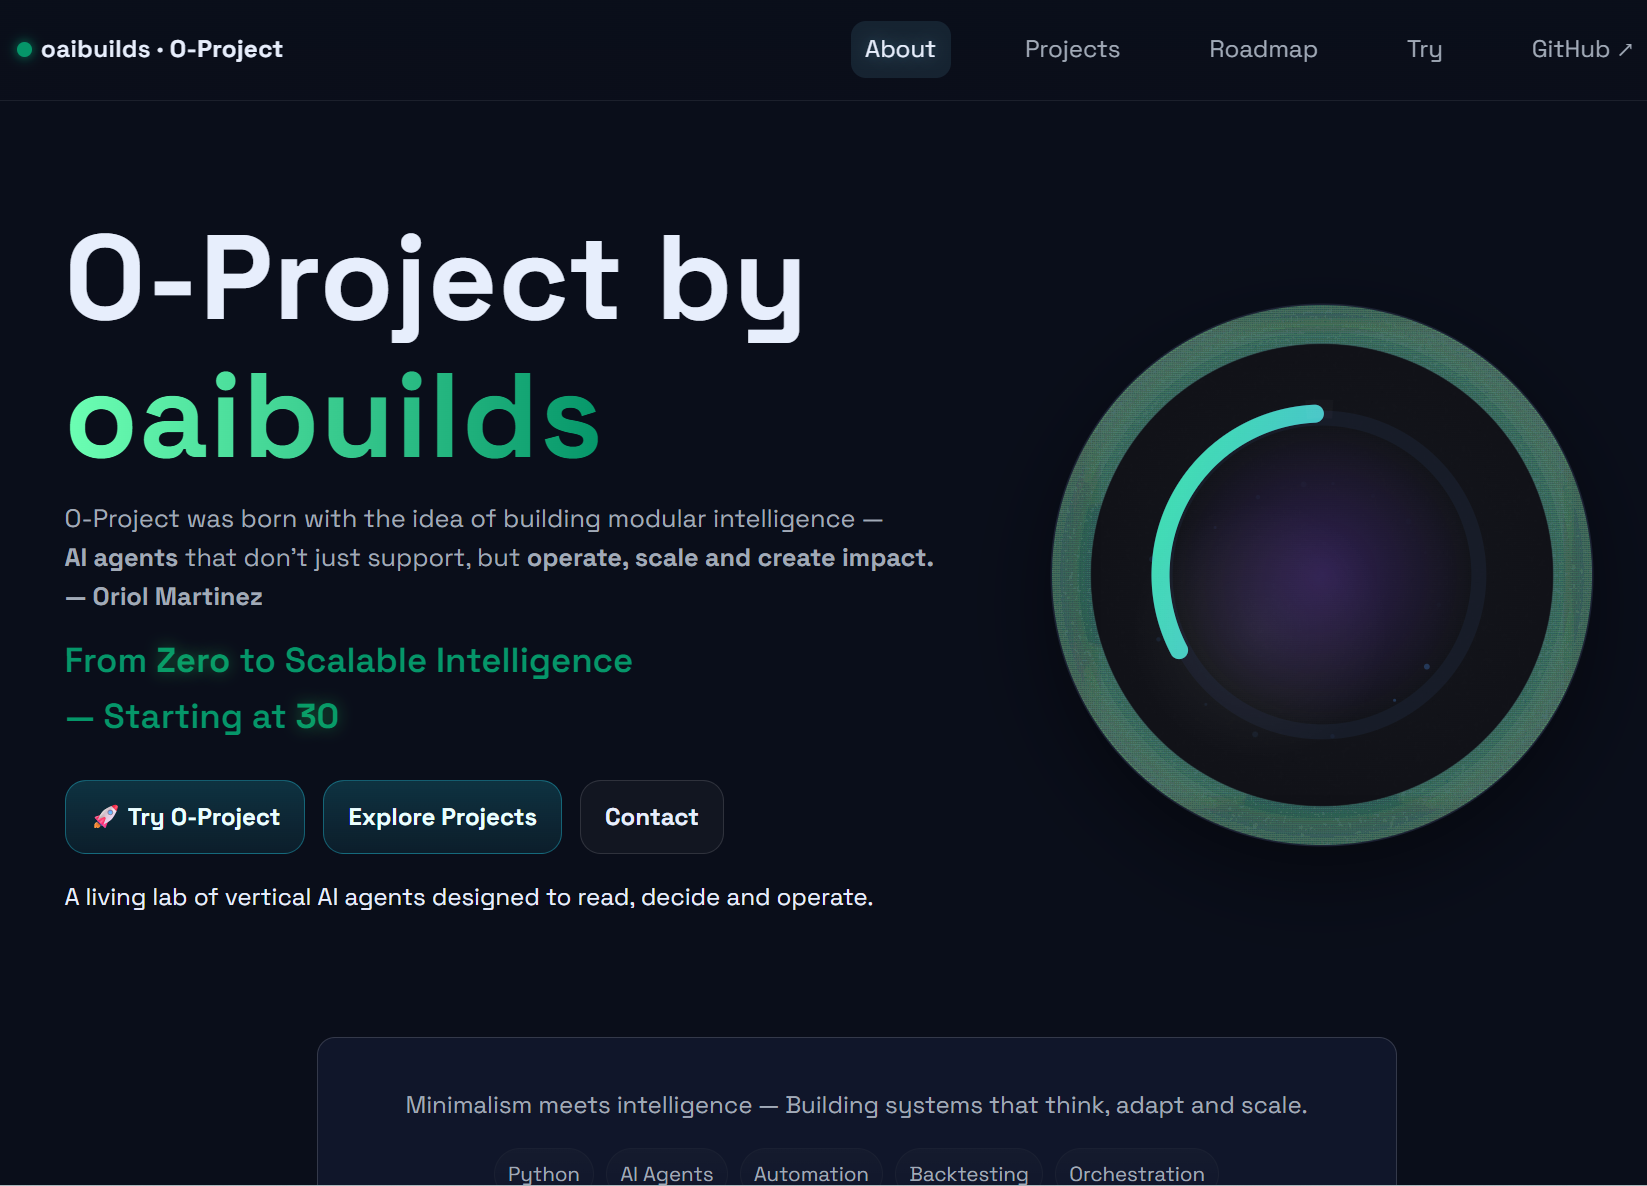 oaibuilds · O-Project
About
Projects
Roadmap
Try
GitHub ↗
O-Project by
oaibuilds
O-Project was born with the idea of building modular intelligence —
AI agents that don’t just support, but operate, scale and create impact.
— Oriol Martinez
From Zero to Scalable Intelligence
— Starting at 30
🚀 Try O-Project
Explore Projects
Contact
A living lab of vertical AI agents designed to read, decide and operate.
Minimalism meets intelligence — Building systems that think, adapt and scale.
Python
AI Agents
Automation
Backtesting
Orchestration